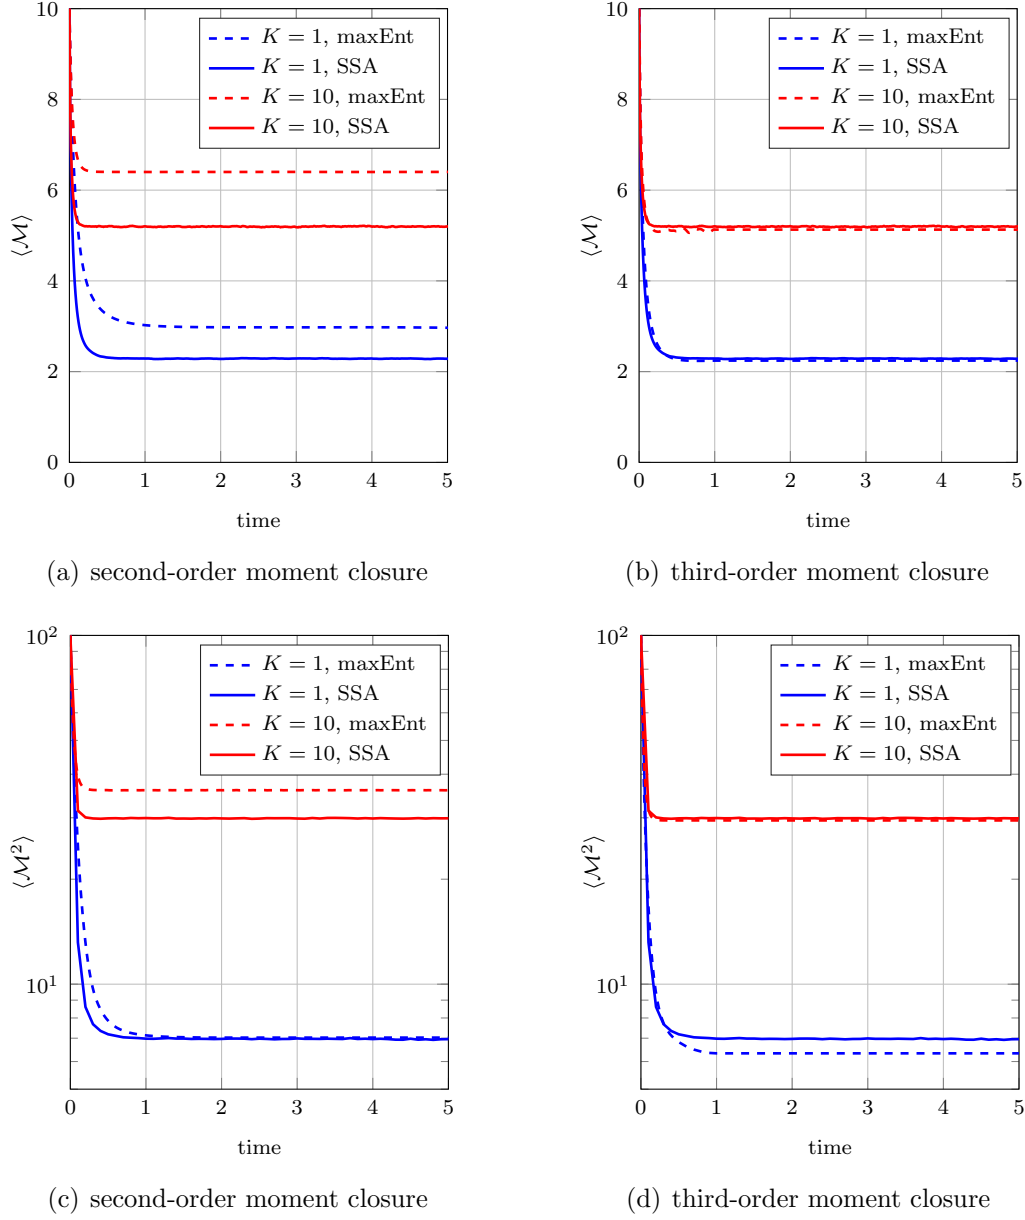 10
8
6
4
2
0
⟨ℳ⟩
K = 1, maxEnt
K = 1, SSA
K = 10, maxEnt
K = 10, SSA
0 1 2 3 4 5
time
(a) second-order moment closure
10
8
6
4
2
0
⟨ℳ⟩
K = 1, maxEnt
K = 1, SSA
K = 10, maxEnt
K = 10, SSA
0 1 2 3 4 5
time
(b) third-order moment closure
10²
10¹
⟨ℳ²⟩
K = 1, maxEnt
K = 1, SSA
K = 10, maxEnt
K = 10, SSA
0 1 2 3 4 5
time
(c) second-order moment closure
10²
10¹
⟨ℳ²⟩
K = 1, maxEnt
K = 1, SSA
K = 10, maxEnt
K = 10, SSA
0 1 2 3 4 5
time
(d) third-order moment closure